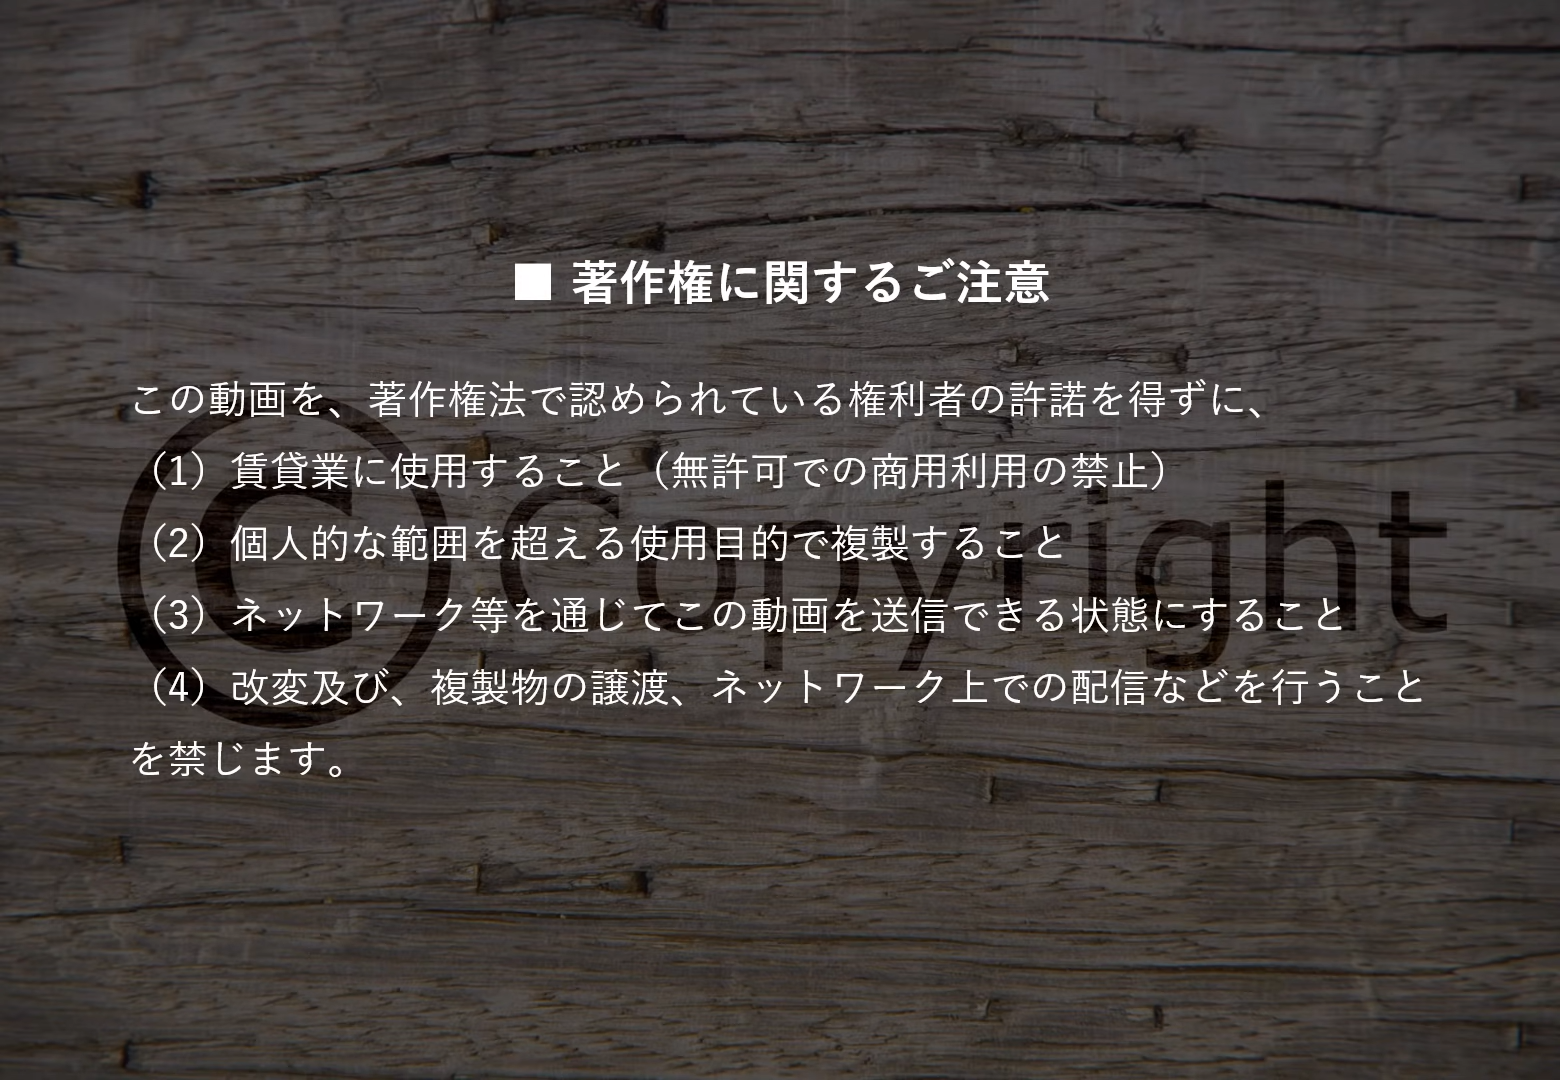 ■ 著作権に関するご注意
この動画を、著作権法で認められている権利者の許諾を得ずに、
（1）賃貸業に使用すること（無許可での商用利用の禁止）
（2）個人的な範囲を超える使用目的で複製すること
（3）ネットワーク等を通じてこの動画を送信できる状態にすること
（4）改変及び、複製物の譲渡、ネットワーク上での配信などを行うこと
を禁じます。
© Copyright